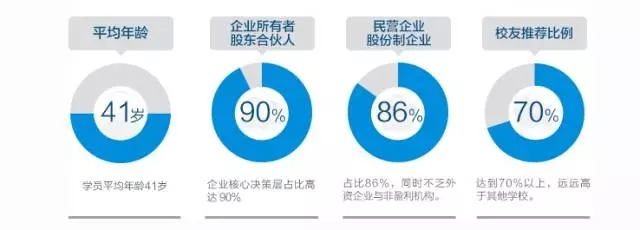 平均年龄
41岁
学员平均年龄41岁
企业所有者
股东合伙人
90%
企业核心决策层占比高
达90%
民营企业
股份制企业
86%
占比86%，同时不乏外
资企业与非盈利机构。
校友推荐比例
70%
达到70%以上，远远高
于其他学校。